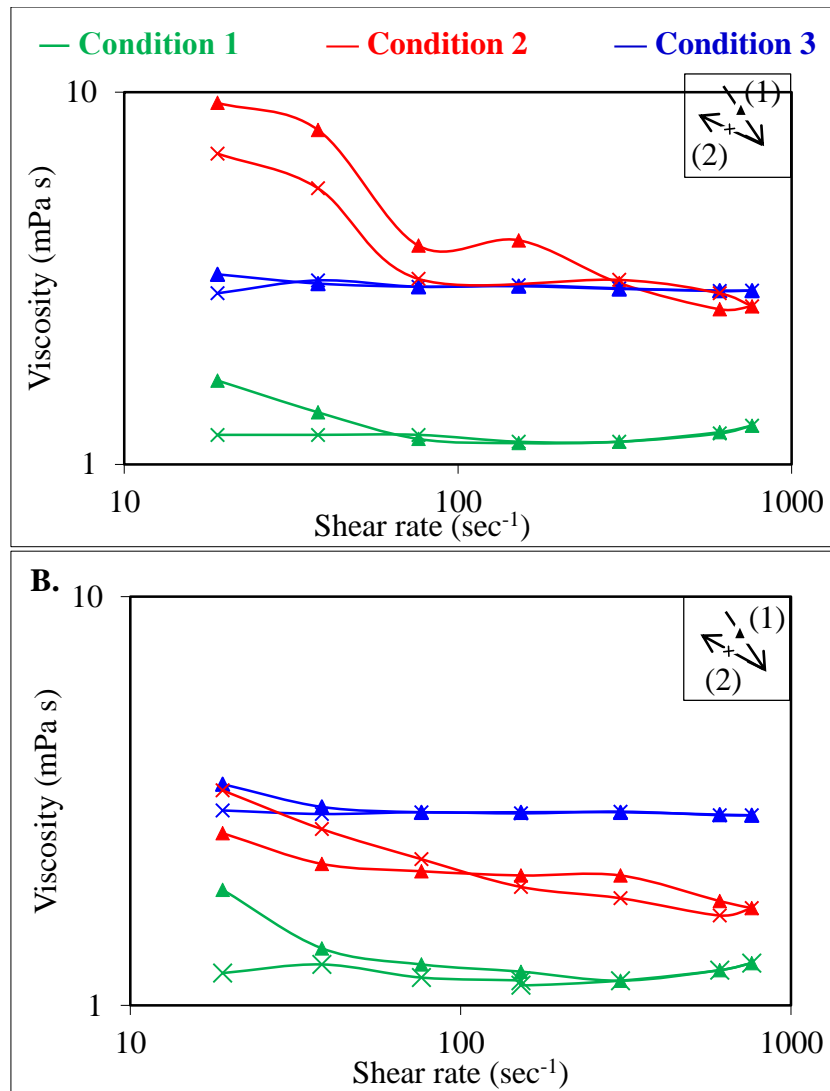 Condition 1 Condition 2 Condition 3
10
(1)
(2)
Viscosity (mPa s)
1
10 100 1000
Shear rate (sec⁻¹)
B.
10
(1)
(2)
Viscosity (mPa s)
1
10 100 1000
Shear rate (sec⁻¹)